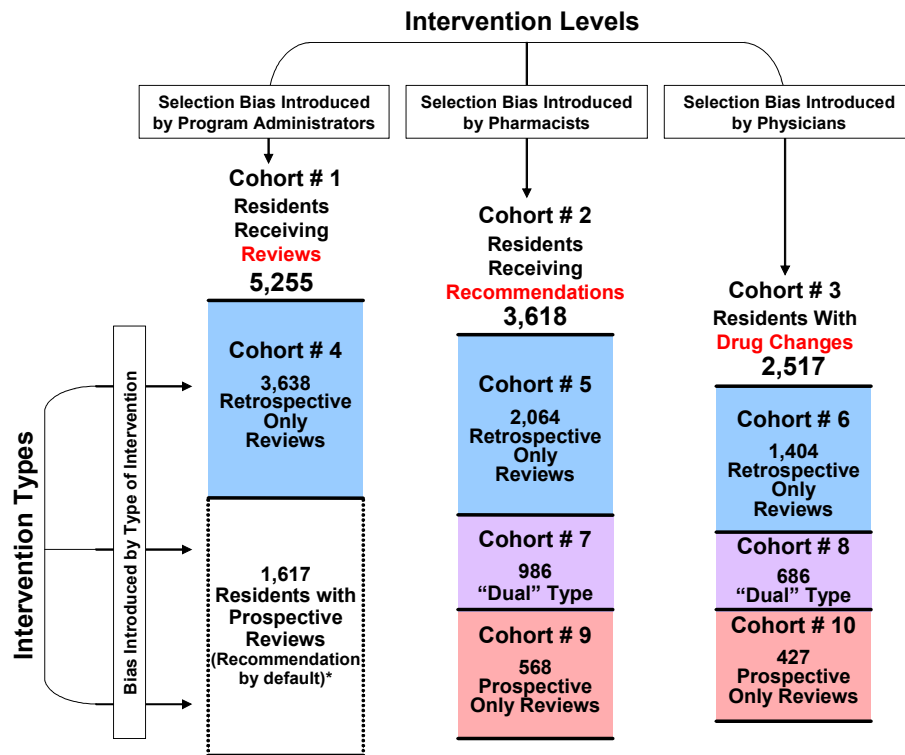 Intervention Levels
Selection Bias Introduced
by Program Administrators
Selection Bias Introduced
by Pharmacists
Selection Bias Introduced
by Physicians
Cohort # 1
Residents
Receiving
Reviews
5,255
Cohort # 2
Residents
Receiving
Recommendations
3,618
Cohort # 3
Residents With
Drug Changes
2,517
Intervention Types
Bias Introduced by Type of Intervention
Cohort # 4
3,638
Retrospective
Only
Reviews
1,617
Residents with
Prospective
Reviews
(Recommendation
by default)*
Cohort # 5
2,064
Retrospective
Only
Reviews
Cohort # 7
986
“Dual” Type
Cohort # 9
568
Prospective
Only Reviews
Cohort # 6
1,404
Retrospective
Only
Reviews
Cohort # 8
686
“Dual” Type
Cohort # 10
427
Prospective
Only Reviews